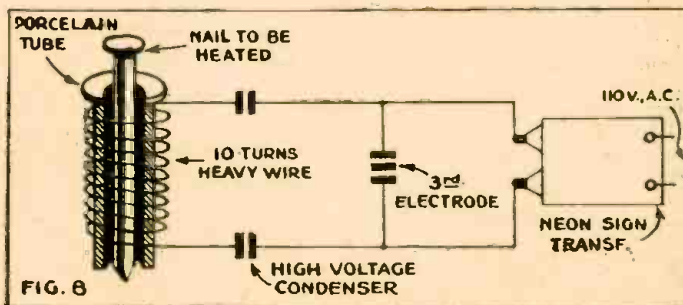 PORCELAIN
TUBE
NAIL TO BE
HEATED
10 TURNS
HEAVY WIRE
HIGH VOLTAGE
CONDENSER
3rd
ELECTRODE
110V., A.C.
NEON SIGN
TRANSF.
FIG. 8